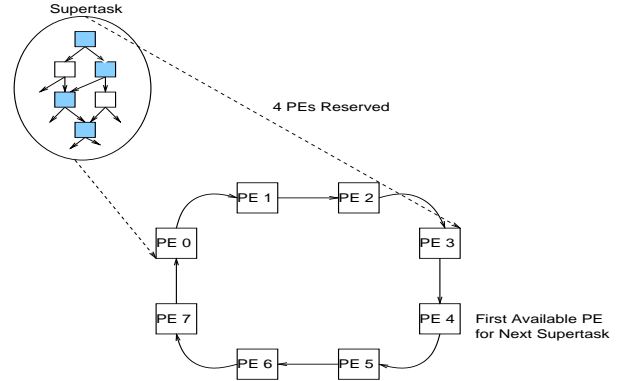 Supertask
4 PEs Reserved
PE 1
PE 2
PE 0
PE 3
PE 7
PE 4
First Available PE
for Next Supertask
PE 6
PE 5